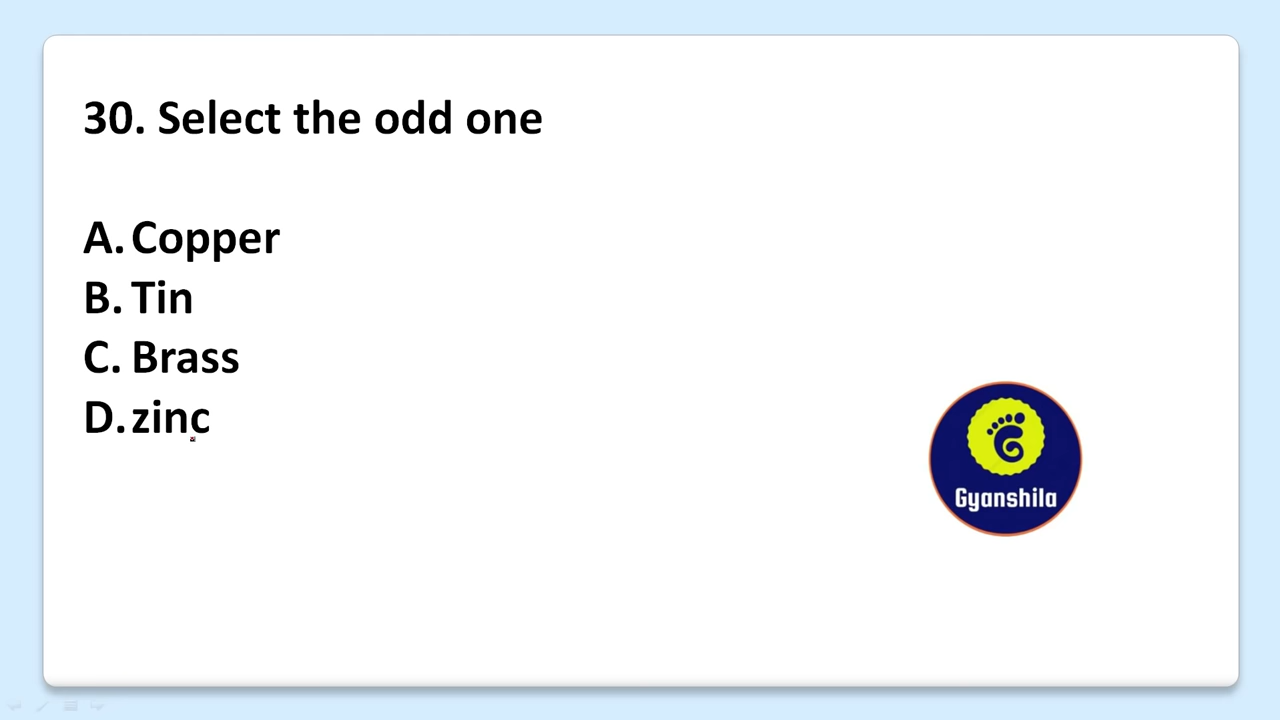 30. Select the odd one
A. Copper
B. Tin
C. Brass
D. zinc
Gyanshila